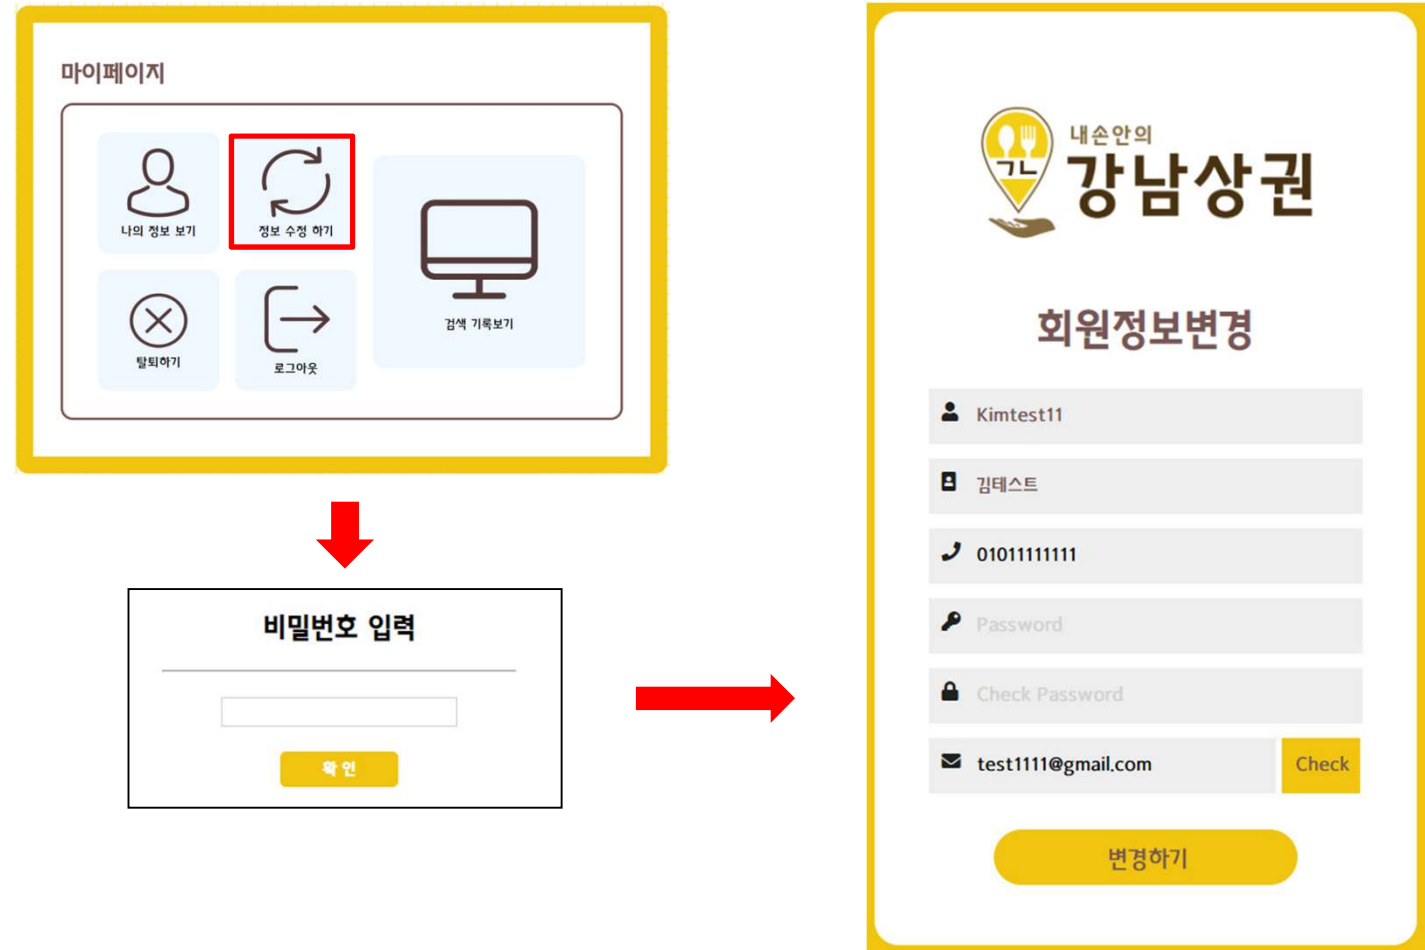 마이페이지
나의 정보 보기
정보 수정 하기
검색 기록보기
탈퇴하기
로그아웃
비밀번호 입력
확인
내손안의
강남상권
ㄱㄴ
회원정보변경
Kimtest11
김테스트
01011111111
Password
Check Password
test1111@gmail.com
Check
변경하기